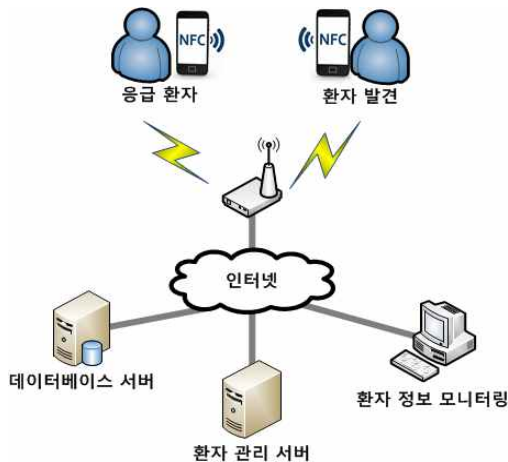 NFC
NFC
응급 환자
환자 발견
인터넷
데이터베이스 서버
환자 정보 모니터링
환자 관리 서버